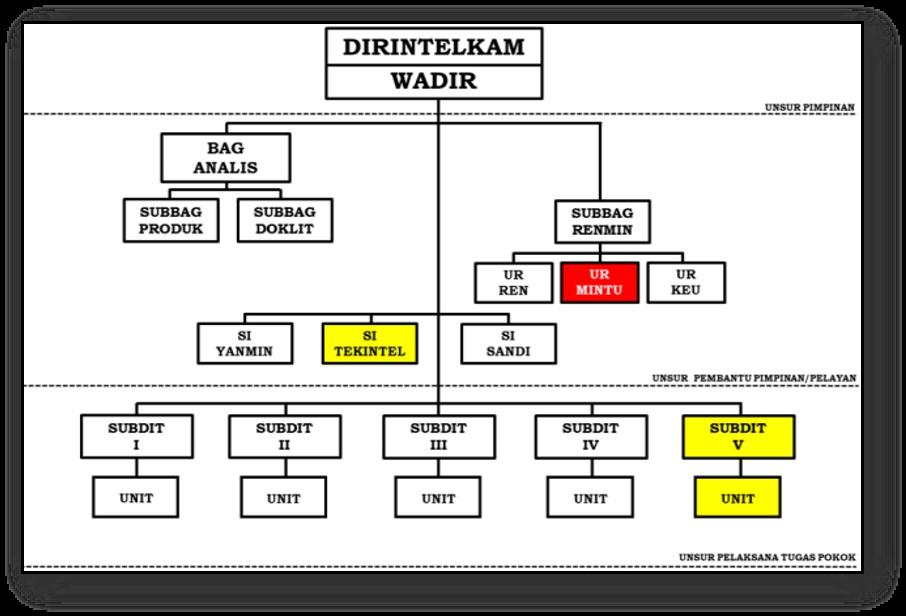 DIRINTELKAM
WADIR
UNSUR PIMPINAN
BAG
ANALIS
SUBBAG
PRODUK
SUBBAG
DOKLIT
SUBBAG
RENMIN
UR
REN
UR
MINTU
UR
KEU
SI
YANMIN
SI
TEKINTEL
SI
SANDI
UNSUR PEMBANTU PIMPINAN/PELAYAN
SUBDIT
I
SUBDIT
II
SUBDIT
III
SUBDIT
IV
SUBDIT
V
UNIT
UNIT
UNIT
UNIT
UNIT
UNSUR PELAKSANA TUGAS POKOK